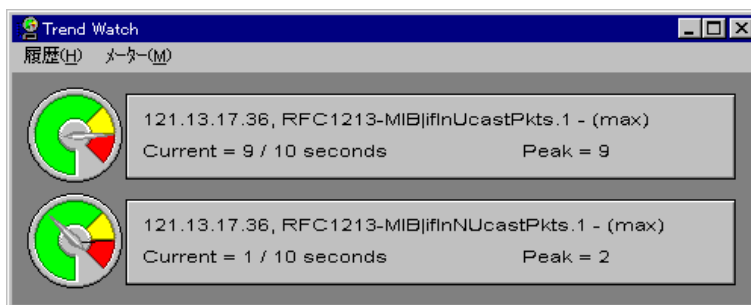 Trend Watch
履歴(H) メーター(M)
121.13.17.36, RFC1213-MIB|ifInUcastPkts.1 - (max)
Current = 9 / 10 seconds Peak = 9
121.13.17.36, RFC1213-MIB|ifInNUcastPkts.1 - (max)
Current = 1 / 10 seconds Peak = 2